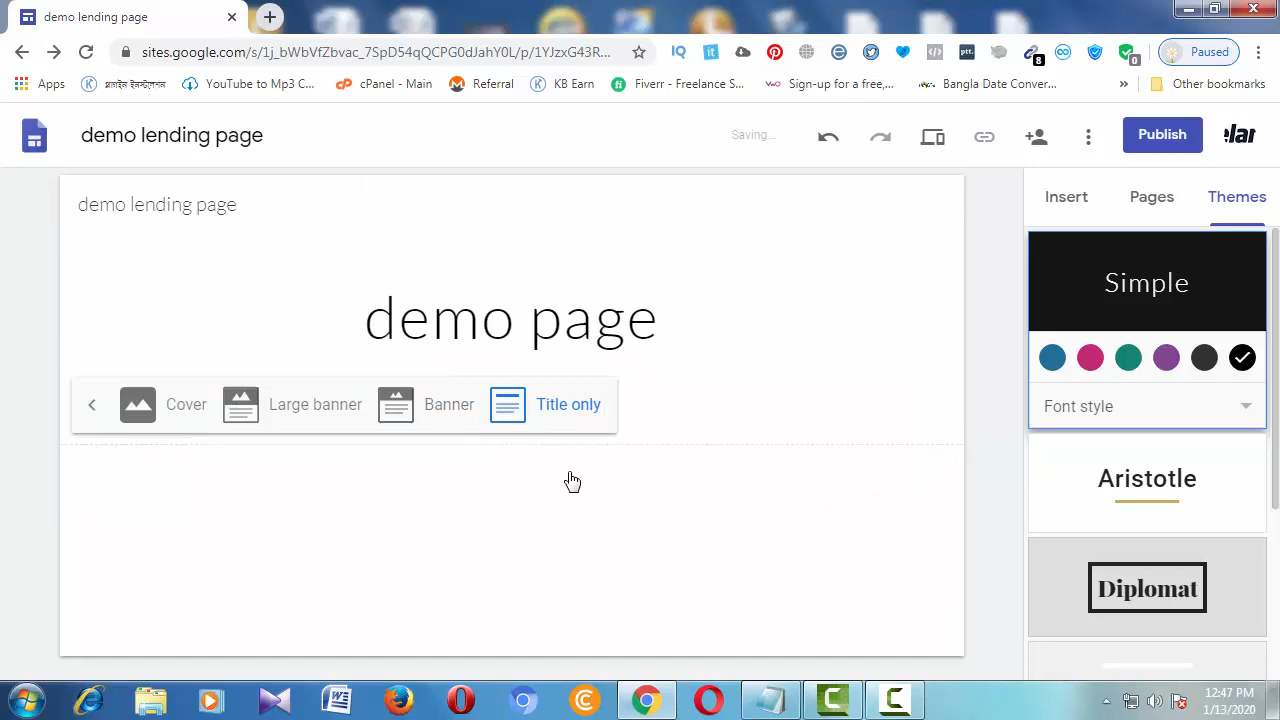 demo lending page
sites.google.com/s/1j_bWbVfZbvac_7SpD54qOCPG00JahY0L/p/1YJzxG43R...
Paused
Apps
YouTube to Mp3 C...
cPanel - Main
Referral
KB Earn
Fiverr - Freelance S...
Sign-up for a free,...
Bangla Date Conver...
»
Other bookmarks
demo lending page
Saving...
Publish
elar
Insert
Pages
Themes
demo lending page
demo page
Cover
Large banner
Banner
Title only
Simple
Font style
Aristotle
Diplomat
12:47 PM
1/13/2020